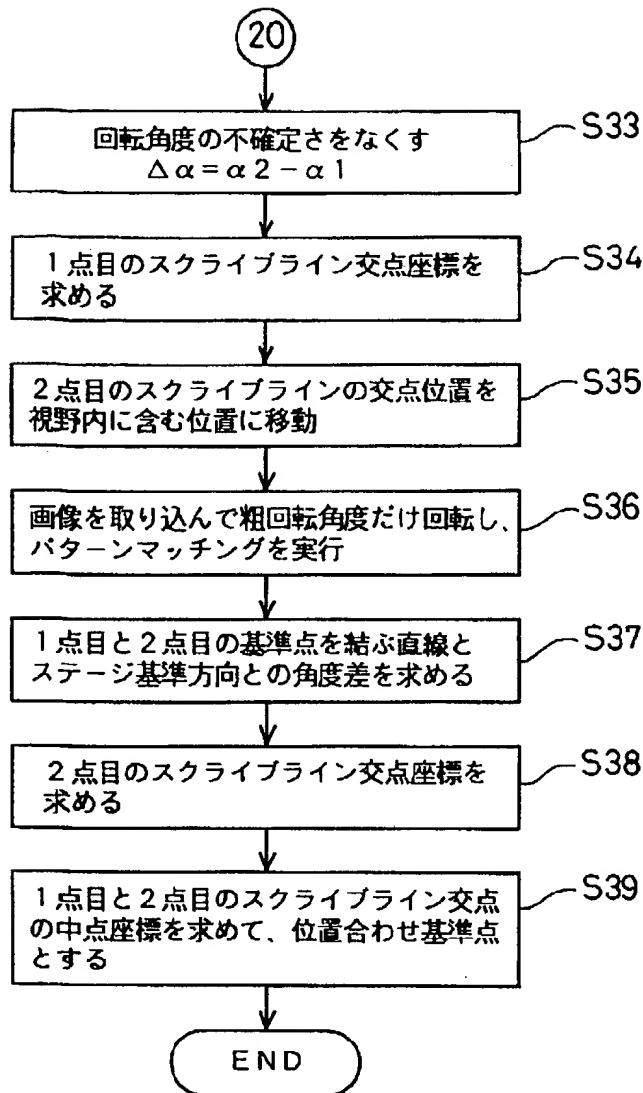 20
回転角度の不確定さをなくす
Δα=α2-α1
S33
1点目のスクライブライン交点座標を
求める
S34
2点目のスクライブラインの交点位置を
視野内に含む位置に移動
S35
画像を取り込んで粗回転角度だけ回転し、
パターンマッチングを実行
S36
1点目と2点目の基準点を結ぶ直線と
ステージ基準方向との角度差を求める
S37
2点目のスクライブライン交点座標を
求める
S38
1点目と2点目のスクライブライン交点
の中点座標を求めて、位置合わせ基準点
とする
S39
END